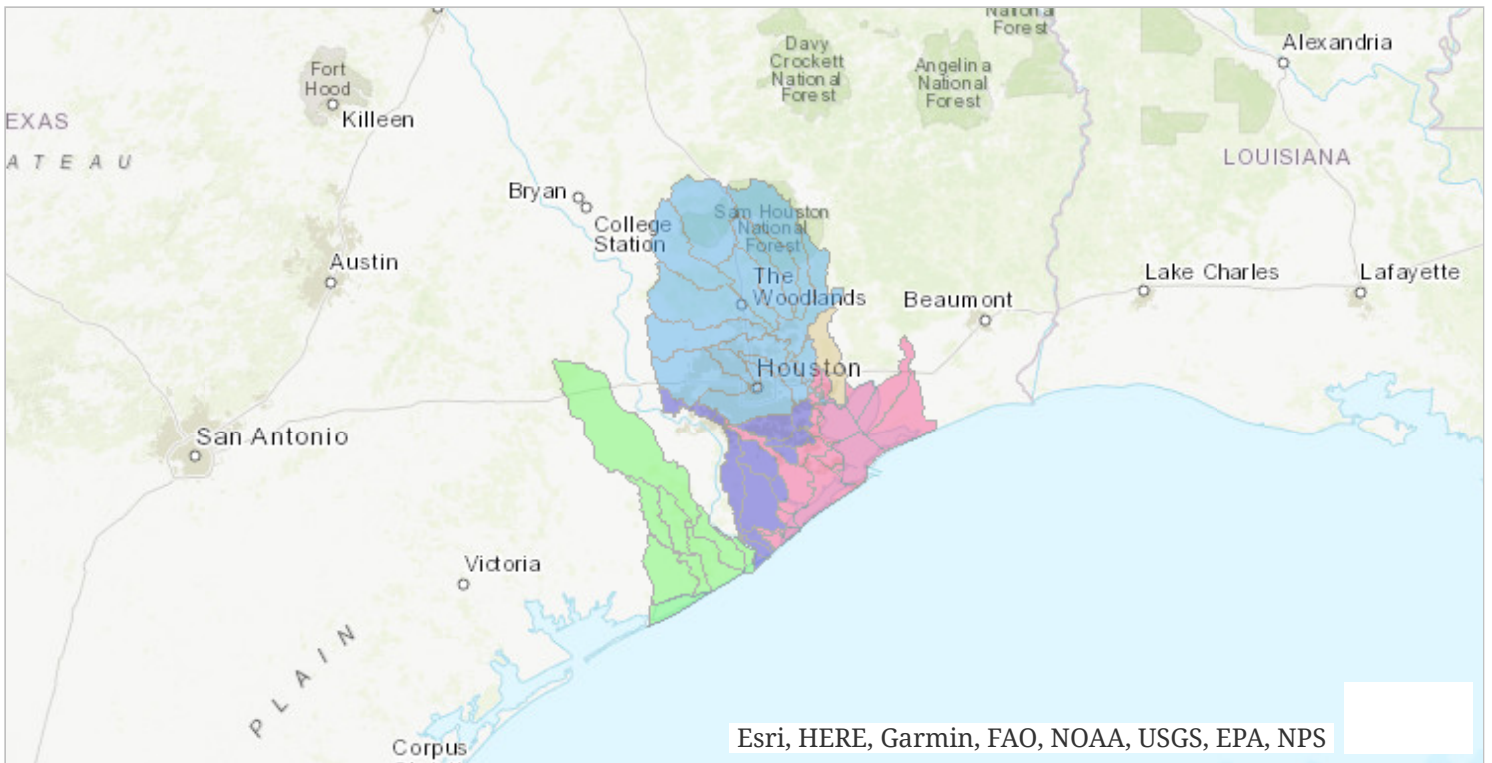 National
Forest
Alexandria
Davy
Crockett
National
Forest
Angelina
National
Forest
Fort
Hood
Killeen
EXAS
ATEAU
LOUISIANA
Bryan
College
Station
Sam Houston
National
Forest
Austin
The
Woodlands
Lake Charles
Lafayette
Beaumont
Houston
San Antonio
Victoria
PLAIN
Corpus
Esri, HERE, Garmin, FAO, NOAA, USGS, EPA, NPS